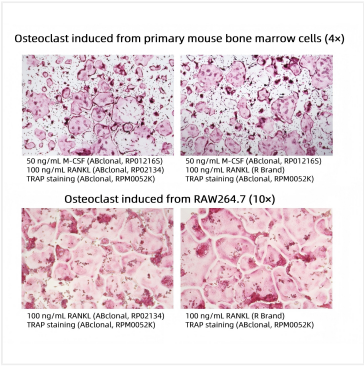 Osteoclast induced from primary mouse bone marrow cells (4×)
50 ng/mL M-CSF (ABclonal, RP01216S)
100 ng/mL RANKL (ABclonal, RP02134)
TRAP staining (ABclonal, RPM0052K)
50 ng/mL M-CSF (ABclonal, RP01216S)
100 ng/mL RANKL (R Brand)
TRAP staining (ABclonal, RPM0052K)
Osteoclast induced from RAW264.7 (10×)
100 ng/mL RANKL (ABclonal, RP02134)
TRAP staining (ABclonal, RPM0052K)
100 ng/mL RANKL (R Brand)
TRAP staining (ABclonal, RPM0052K)